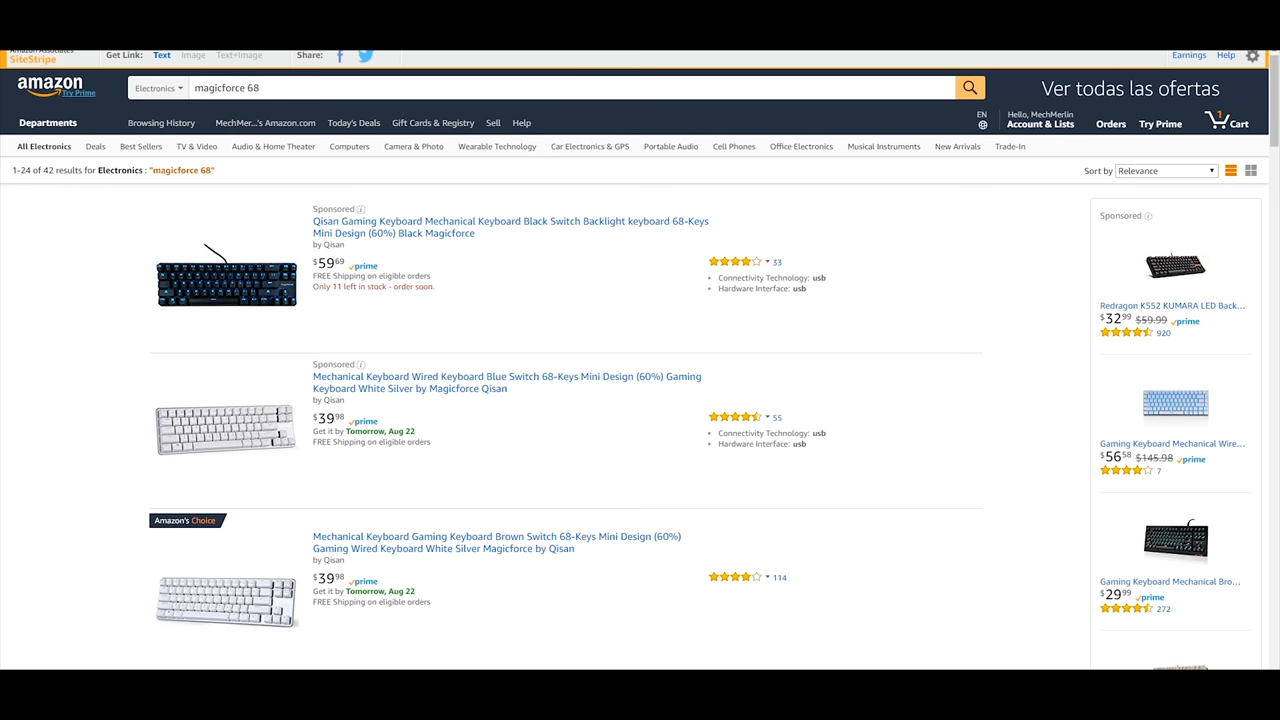 Amazon Associates
SiteStripe
Get Link: Text Image Text+Image Share:
Earnings Help
amazon
Try Prime
Electronics
magicforce 68
Ver todas las ofertas
Departments
Browsing History MechMer...'s Amazon.com Today's Deals Gift Cards & Registry Sell Help
EN
Hello, MechMerlin
Account & Lists
Orders Try Prime
1
Cart
All Electronics Deals Best Sellers TV & Video Audio & Home Theater Computers Camera & Photo Wearable Technology Car Electronics & GPS Portable Audio Cell Phones Office Electronics Musical Instruments New Arrivals Trade-In
1-24 of 42 results for Electronics : "magicforce 68"
Sort by Relevance
Sponsored
Qisan Gaming Keyboard Mechanical Keyboard Black Switch Backlight keyboard 68-Keys
Mini Design (60%) Black Magicforce
by Qisan
$59 69 prime
FREE Shipping on eligible orders
Only 11 left in stock - order soon.
33
Connectivity Technology: usb
Hardware Interface: usb
Sponsored
Mechanical Keyboard Wired Keyboard Blue Switch 68-Keys Mini Design (60%) Gaming
Keyboard White Silver by Magicforce Qisan
by Qisan
$39 98 prime
Get it by Tomorrow, Aug 22
FREE Shipping on eligible orders
55
Connectivity Technology: usb
Hardware Interface: usb
Amazon's Choice
Mechanical Keyboard Gaming Keyboard Brown Switch 68-Keys Mini Design (60%)
Gaming Wired Keyboard White Silver Magicforce by Qisan
by Qisan
$39 98 prime
Get it by Tomorrow, Aug 22
FREE Shipping on eligible orders
114
Sponsored
Redragon K552 KUMARA LED Back...
$32 99 $59.99 prime
920
Gaming Keyboard Mechanical Wire...
$56 58 $145.98 prime
7
Gaming Keyboard Mechanical Bro...
$29 99 prime
272